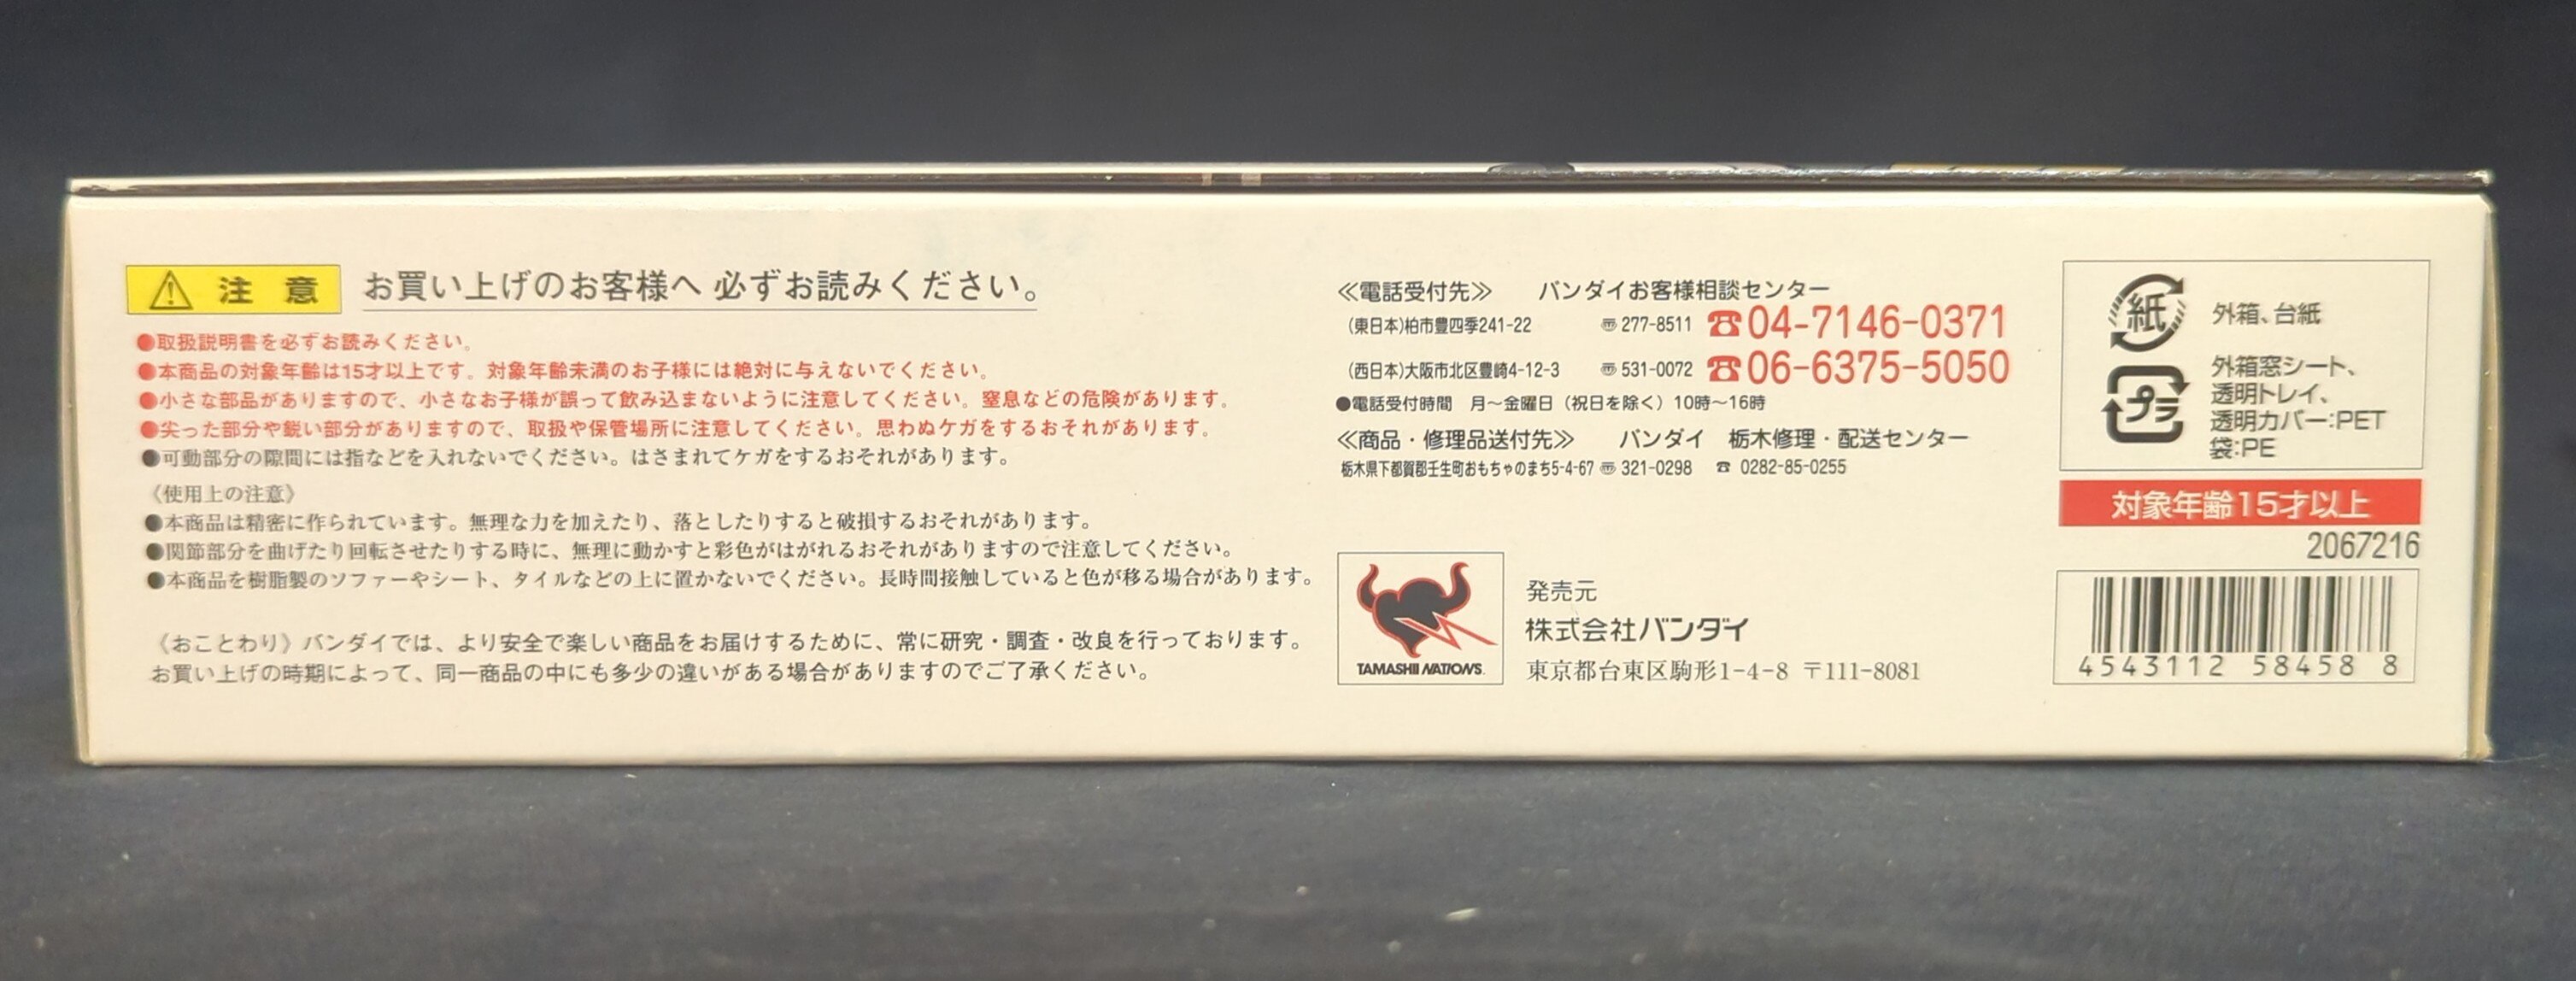 注意 お買い上げのお客様へ 必ずお読みください。
●取扱説明書を必ずお読みください。
●本商品の対象年齢は15才以上です。対象年齢未満のお子様には絶対に与えないでください。
●小さな部品がありますので、小さなお子様が誤って飲み込まないように注意してください。窒息などの危険があります。
●尖った部分や鋭い部分がありますので、取扱や保管場所に注意してください。思わぬケガをするおそれがあります。
●可動部分の隙間には指などを入れないでください。はさまれてケガをするおそれがあります。
《使用上の注意》
●本商品は精密に作られています。無理な力を加えたり、落としたりすると破損するおそれがあります。
●関節部分を曲げたり回転させたりする時に、無理に動かすと彩色がはがれるおそれがありますので注意してください。
●本商品を樹脂製のソファーやシート、タイルなどの上に置かないでください。長時間接触していると色が移る場合があります。
《おことわり》バンダイでは、より安全で楽しい商品をお届けするために、常に研究・調査・改良を行っております。
お買い上げの時期によって、同一商品の中にも多少の違いがある場合がありますのでご了承ください。
≪電話受付先≫ バンダイお客様相談センター
(東日本)柏市豊四季241-22 〠277-8511 ☎04-7146-0371
(西日本)大阪市北区豊崎4-12-3 〠531-0072 ☎06-6375-5050
●電話受付時間 月～金曜日(祝日を除く)10時～16時
≪商品・修理品送付先≫ バンダイ 栃木修理・配送センター
栃木県下都賀郡壬生町おもちゃのまち5-4-67 〠321-0298 ☎ 0282-85-0255
TAMASHII NATIONS.
発売元
株式会社バンダイ
東京都台東区駒形1-4-8 〒111-8081
紙 外箱、台紙
プラ 外箱窓シート、
透明トレイ、
透明カバー:PET
袋:PE
対象年齢15才以上
2067216
4543112 58458 8